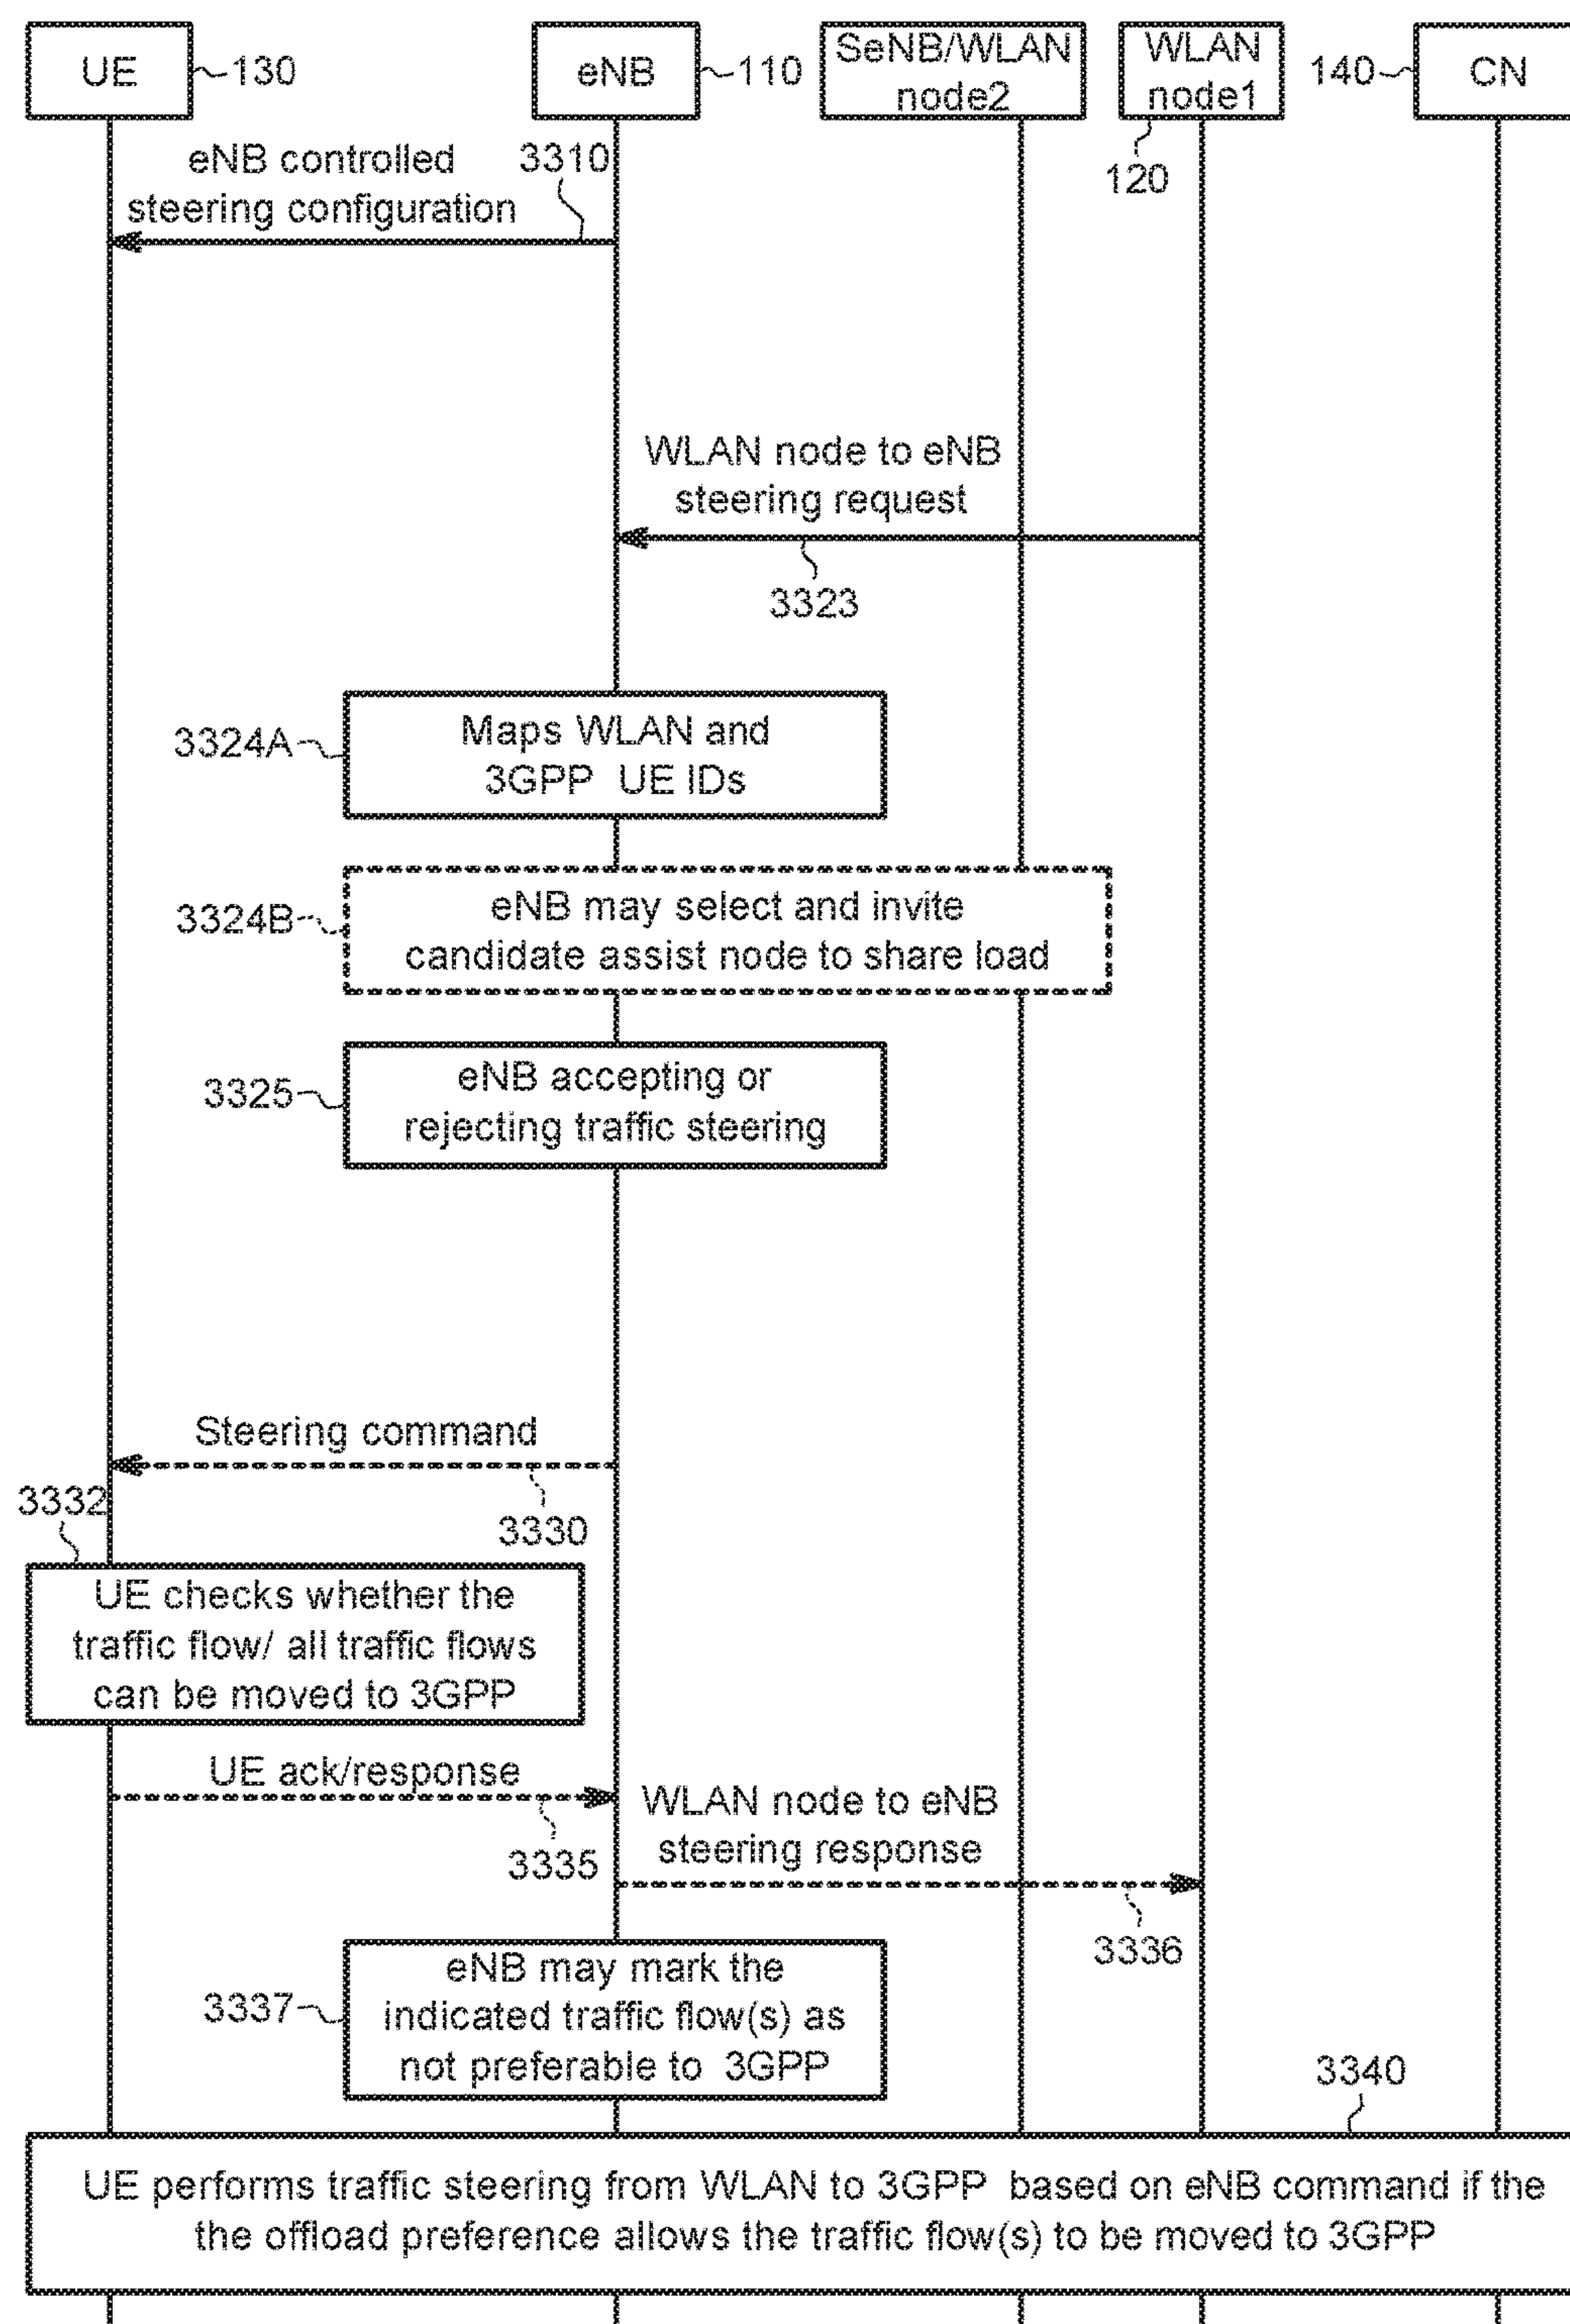 UE
130
eNB
110
SeNB/WLAN
node2
WLAN
node1
120
140
CN
eNB controlled
steering configuration
3310
WLAN node to eNB
steering request
3323
3324A
Maps WLAN and
3GPP UE IDs
3324B
eNB may select and invite
candidate assist node to share load
3325
eNB accepting or
rejecting traffic steering
Steering command
3330
3332
UE checks whether the
traffic flow/ all traffic flows
can be moved to 3GPP
UE ack/response
3335
WLAN node to eNB
steering response
3336
3337
eNB may mark the
indicated traffic flow(s) as
not preferable to 3GPP
3340
UE performs traffic steering from WLAN to 3GPP based on eNB command if the
the offload preference allows the traffic flow(s) to be moved to 3GPP